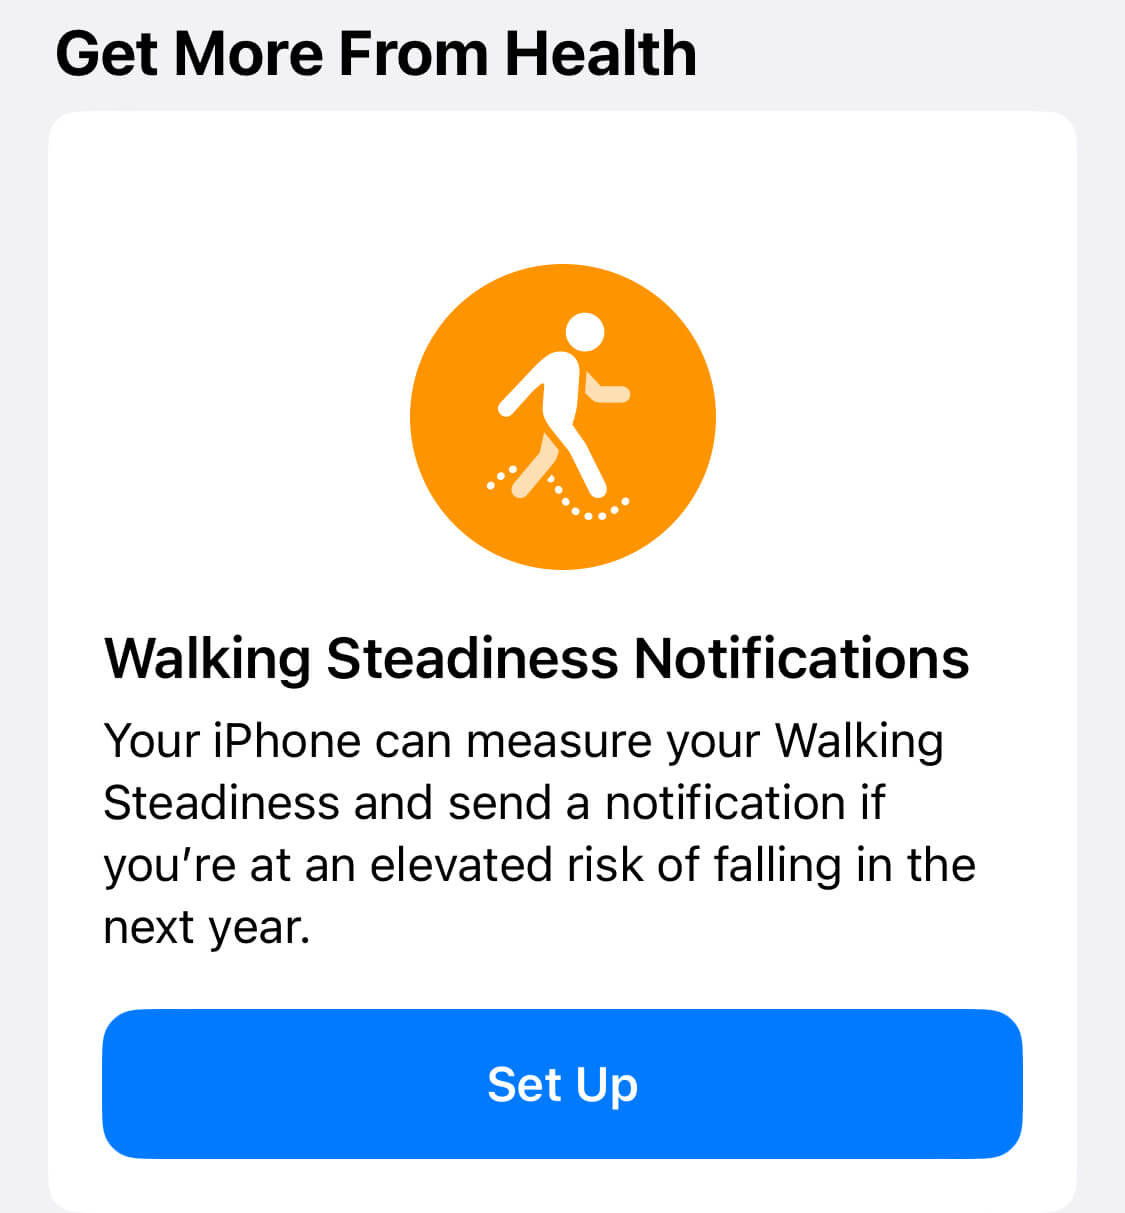 Get More From Health
Walking Steadiness Notifications
Your iPhone can measure your Walking
Steadiness and send a notification if
you’re at an elevated risk of falling in the
next year.
Set Up